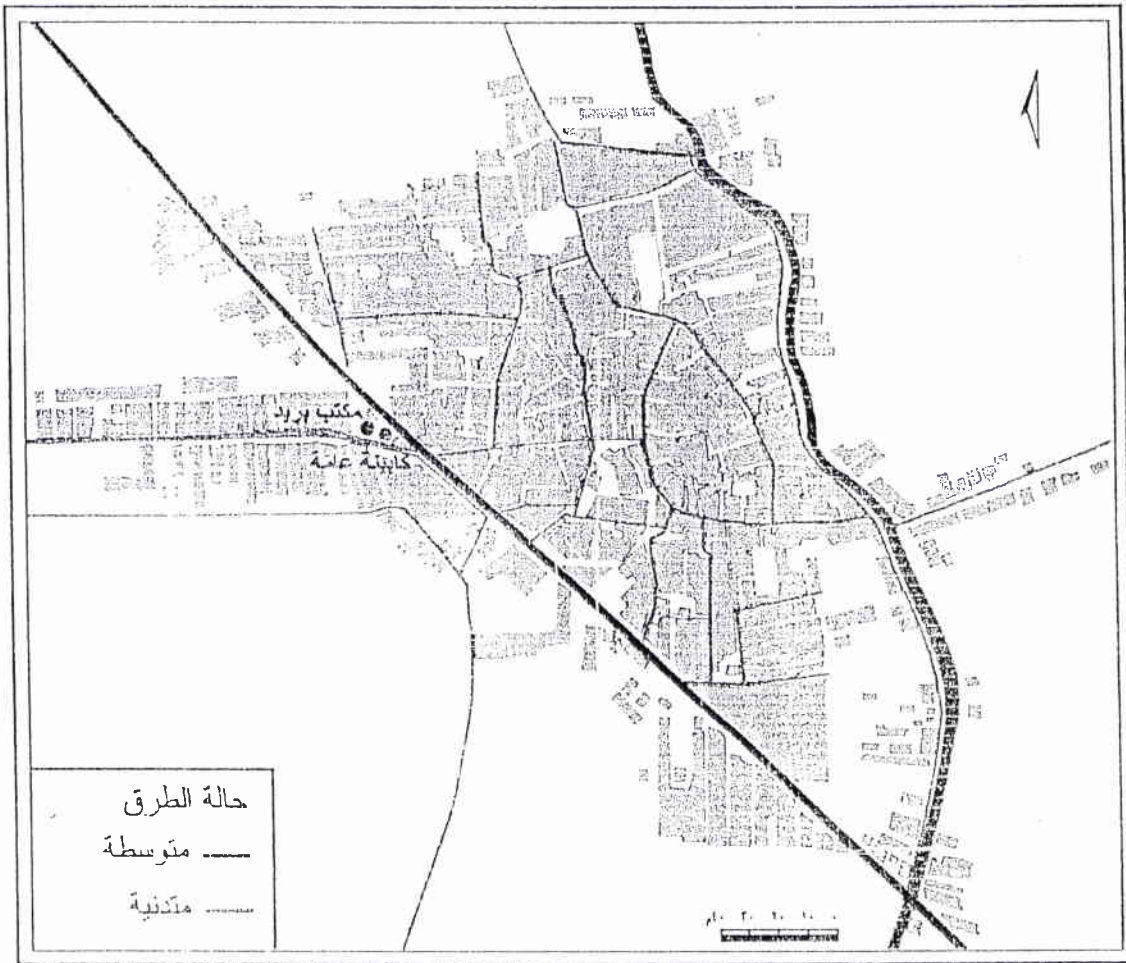 مكتب بريد
كابينة عامة
حالة الطرق
متوسطة
متدنية